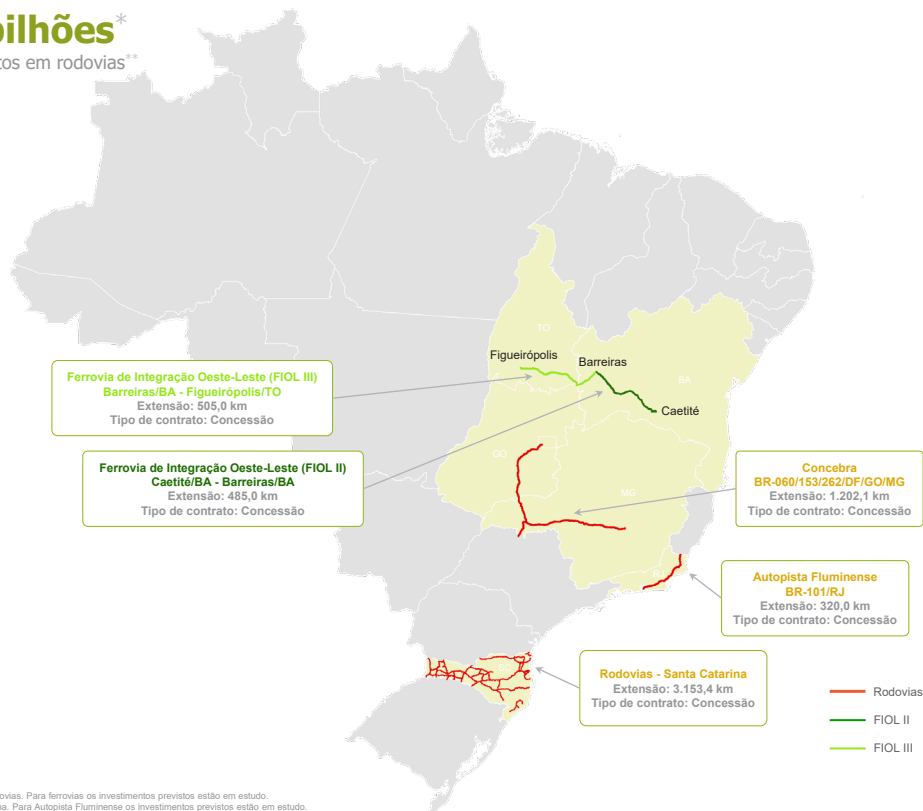 bilhões*
tos em rodovias**
TO
Figueirópolis
Barreiras
BA
Caetité
Ferrovia de Integração Oeste-Leste (FIOL III)
Barreiras/BA - Figueirópolis/TO
Extensão: 505,0 km
Tipo de contrato: Concessão
Ferrovia de Integração Oeste-Leste (FIOL II)
Caetité/BA - Barreiras/BA
Extensão: 485,0 km
Tipo de contrato: Concessão
GO
MG
Concebra
BR-060/153/262/DF/GO/MG
Extensão: 1.202,1 km
Tipo de contrato: Concessão
RJ
Autopista Fluminense
BR-101/RJ
Extensão: 320,0 km
Tipo de contrato: Concessão
SC
Rodovias - Santa Catarina
Extensão: 3.153,4 km
Tipo de contrato: Concessão
Rodovias
FIOL II
FIOL III
ovias. Para ferrovias os investimentos previstos estão em estudo.
na. Para Autopista Fluminense os investimentos previstos estão em estudo.